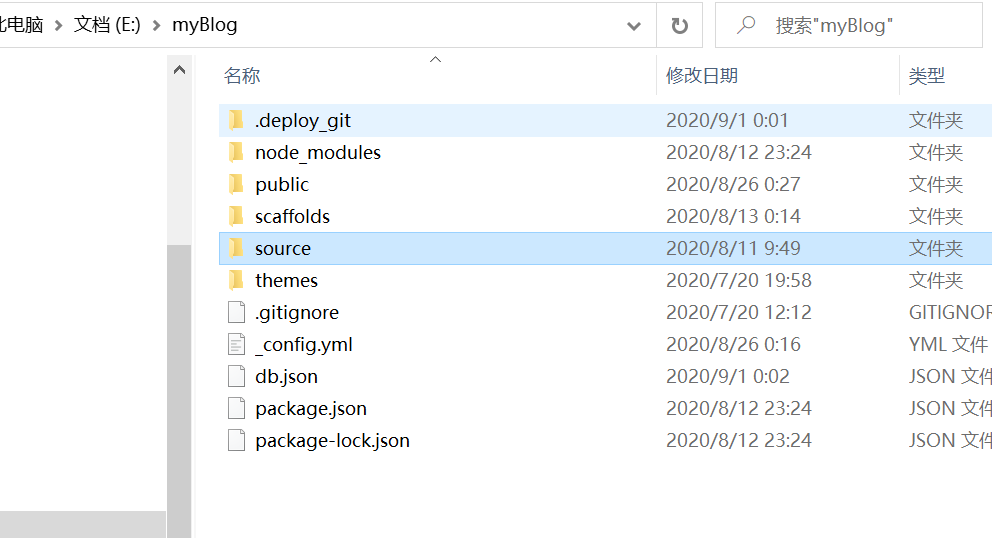 此电脑 > 文档 (E:) > myBlog 搜索"myBlog"
名称 修改日期 类型
.deploy_git 2020/9/1 0:01 文件夹
node_modules 2020/8/12 23:24 文件夹
public 2020/8/26 0:27 文件夹
scaffolds 2020/8/13 0:14 文件夹
source 2020/8/11 9:49 文件夹
themes 2020/7/20 19:58 文件夹
.gitignore 2020/7/20 12:12 GITIGNOR
_config.yml 2020/8/26 0:16 YML 文件
db.json 2020/9/1 0:02 JSON 文件
package.json 2020/8/12 23:24 JSON 文件
package-lock.json 2020/8/12 23:24 JSON 文件